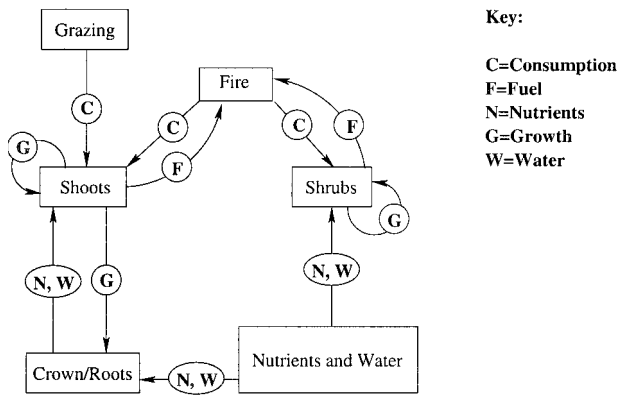 Grazing
Key:
C=Consumption
F=Fuel
N=Nutrients
G=Growth
W=Water
Fire
C
C
C
F
F
G
Shoots
Shrubs
G
N, W
G
N, W
Crown/Roots
N, W
Nutrients and Water